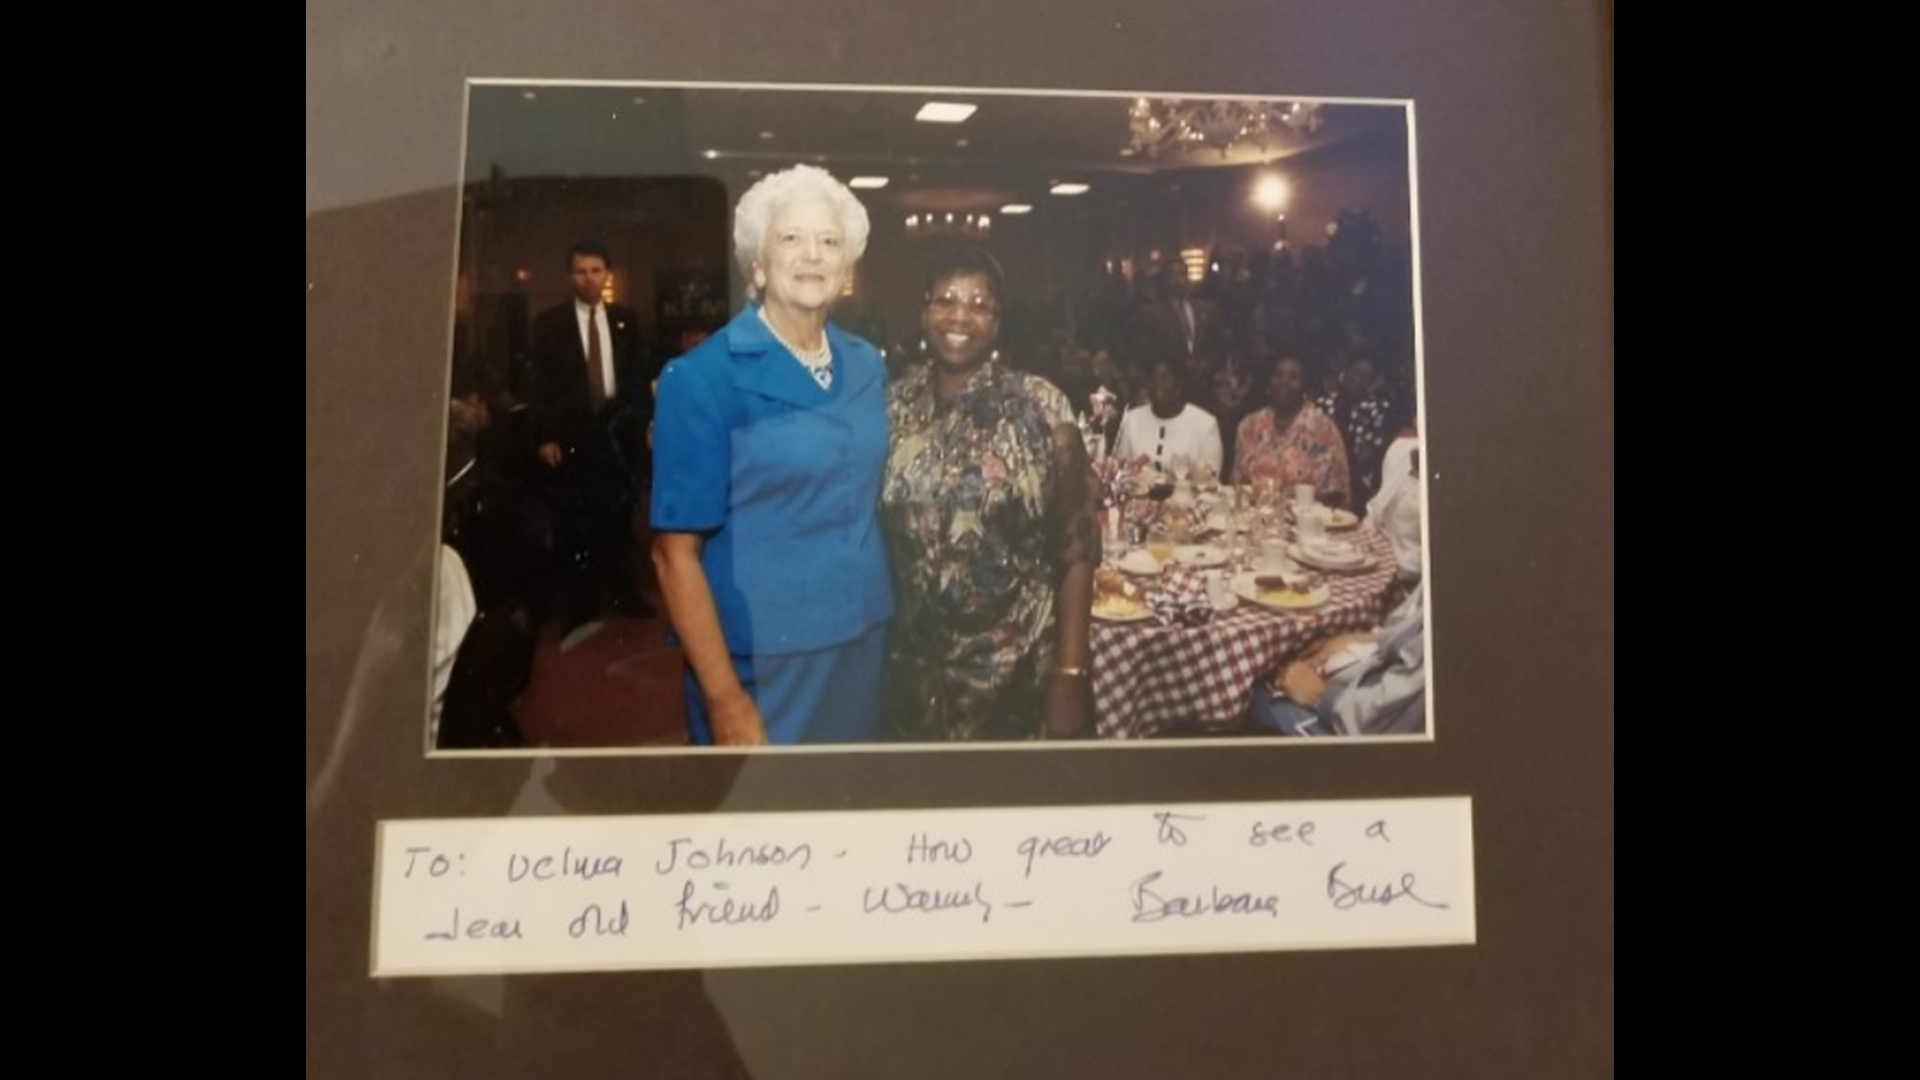 To: Velma Johnson - How great to see a
dear old friend - Warmly - Barbara Bush